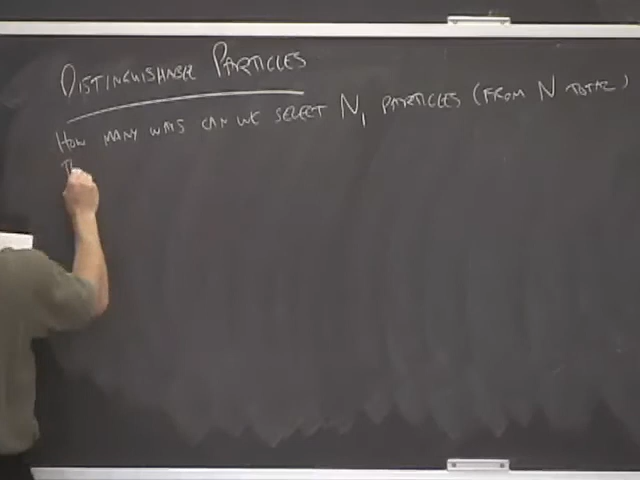 DISTINGUISHABLE PARTICLES
HOW MANY WAYS CAN WE SELECT N₁ PARTICLES (FROM N TOTAL)
T